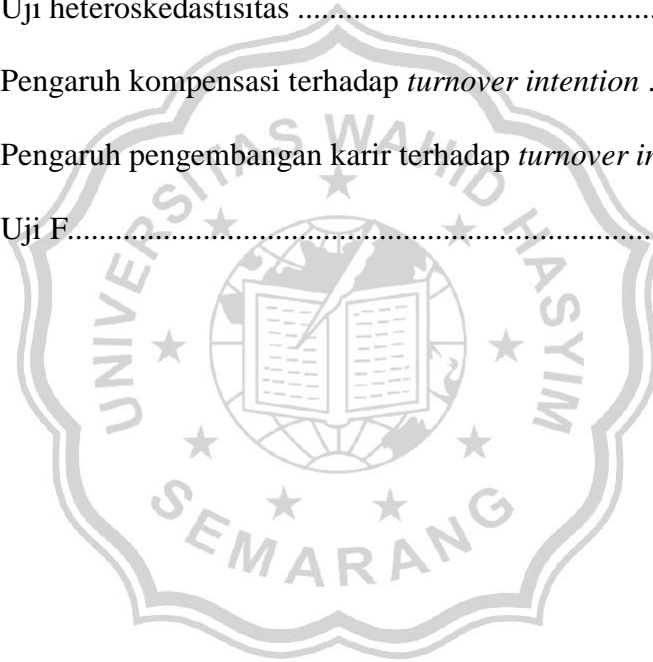 Uji heteroskedastisitas ....................................................
Pengaruh kompensasi terhadap turnover intention .
Pengaruh pengembangan karir terhadap turnover in
Uji F....................................................................................
UNIVERSITAS WAHID HASYIM
SEMARANG